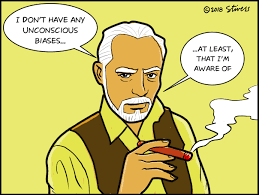 ©2018 Stivers
I DON'T HAVE ANY
UNCONSCIOUS
BIASES...
...AT LEAST,
THAT I'M
AWARE OF